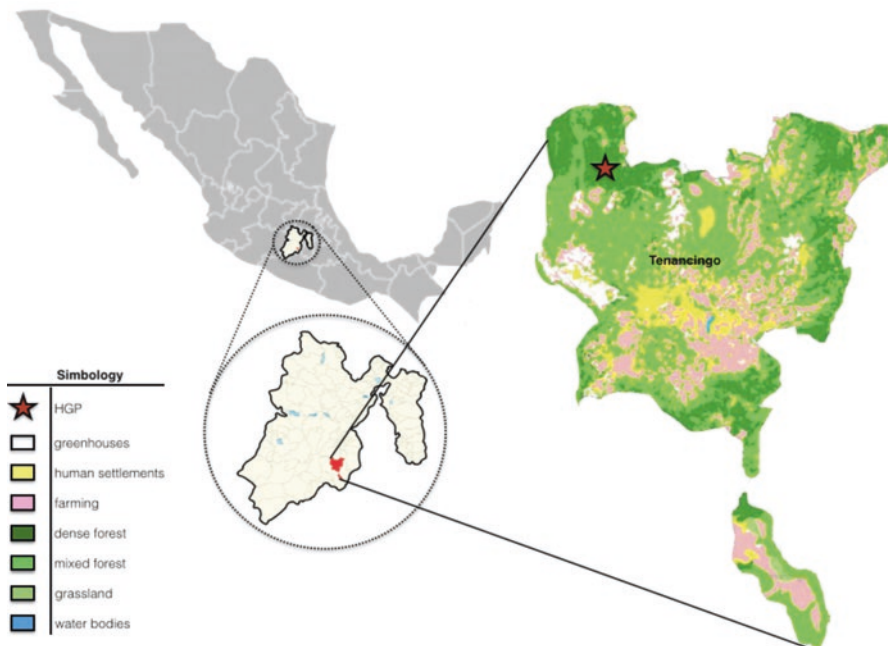 Tenancingo
Simbology
HGP
greenhouses
human settlements
farming
dense forest
mixed forest
grassland
water bodies